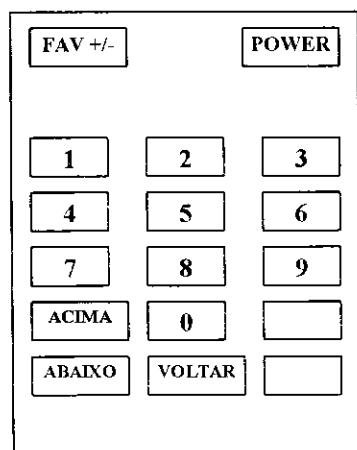 FAV +/- POWER
1 2 3
4 5 6
7 8 9
ACIMA 0
ABAIXO VOLTAR